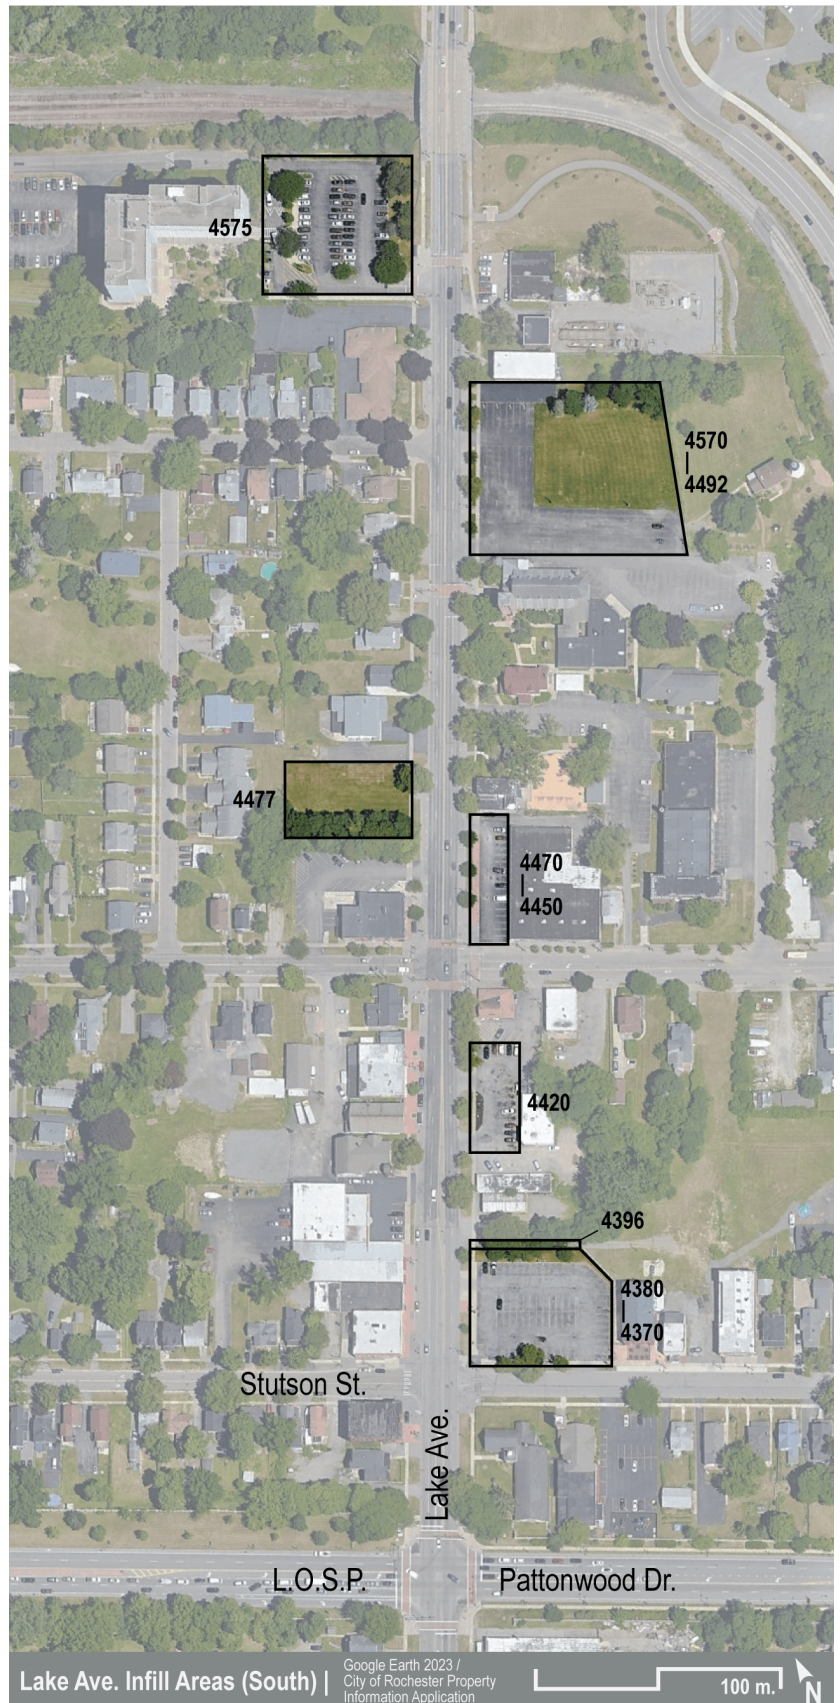 4575
4570
4492
4477
4470
4450
4420
4396
4380
4370
Stutson St.
Lake Ave.
L.O.S.P.
Pattonwood Dr.
Lake Ave. Infill Areas (South) |
Google Earth 2023 /
City of Rochester Property
Information Application
100 m.
N